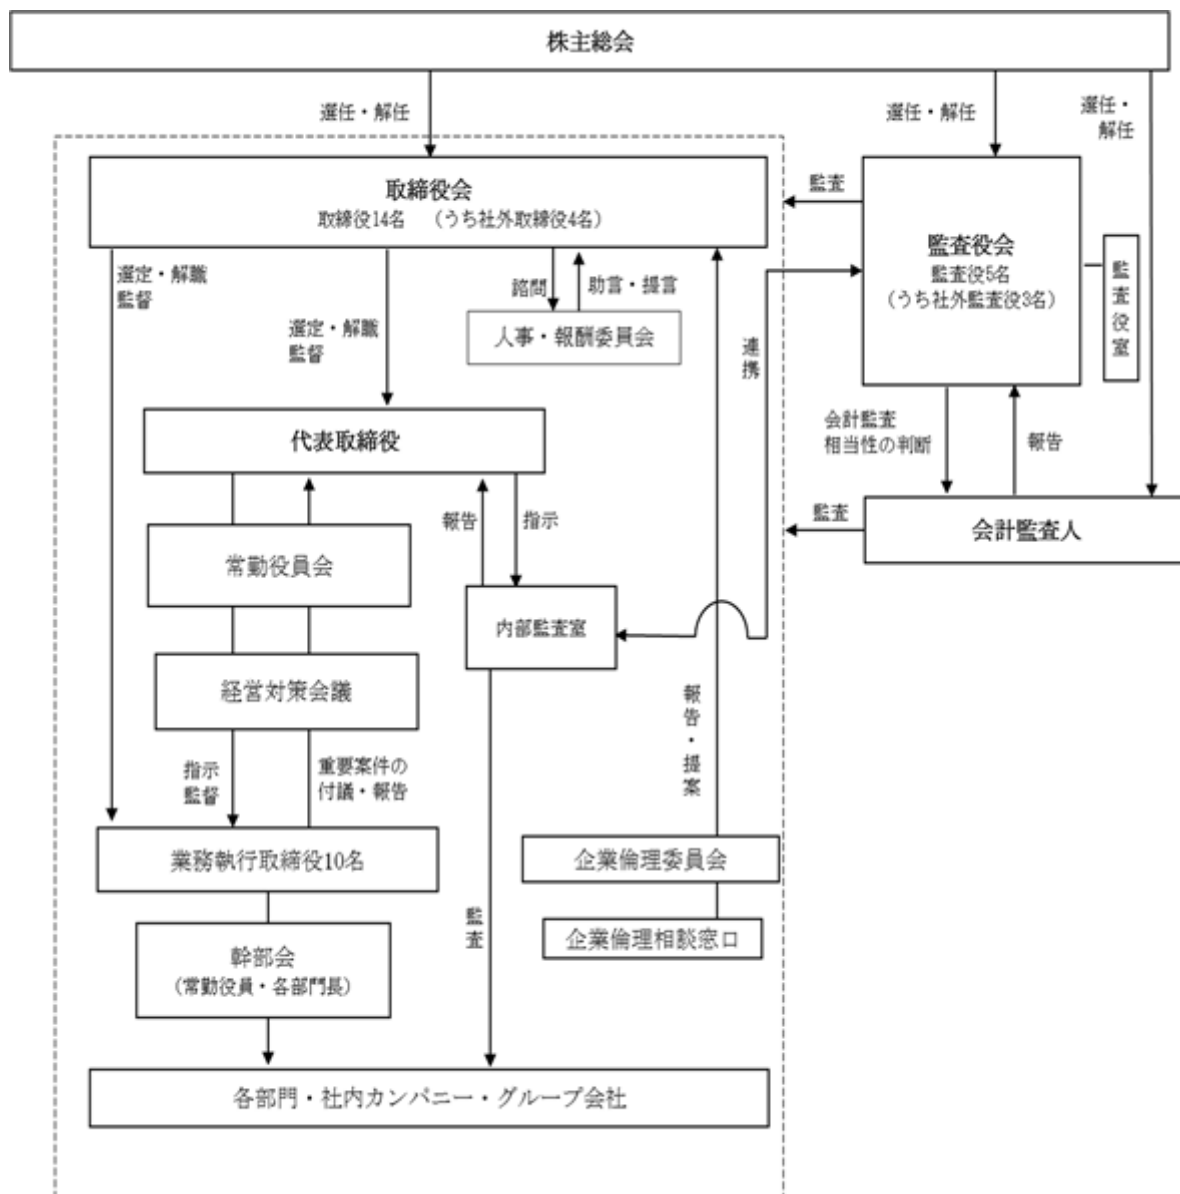 株主総会
選任・解任
選任・解任
選任・
解任
取締役会
取締役14名　（うち社外取締役4名）
監査
監査役会
監査役5名
（うち社外監査役3名）
監査役室
選定・解職
監督
選定・解職
監督
諮問
助言・提言
人事・報酬委員会
連携
代表取締役
会計監査
相当性の判断
報告
報告
指示
監査
会計監査人
常勤役員会
内部監査室
経営対策会議
報告・提案
指示
監督
重要案件の
付議・報告
業務執行取締役10名
企業倫理委員会
監査
企業倫理相談窓口
幹部会
（常勤役員・各部門長）
各部門・社内カンパニー・グループ会社